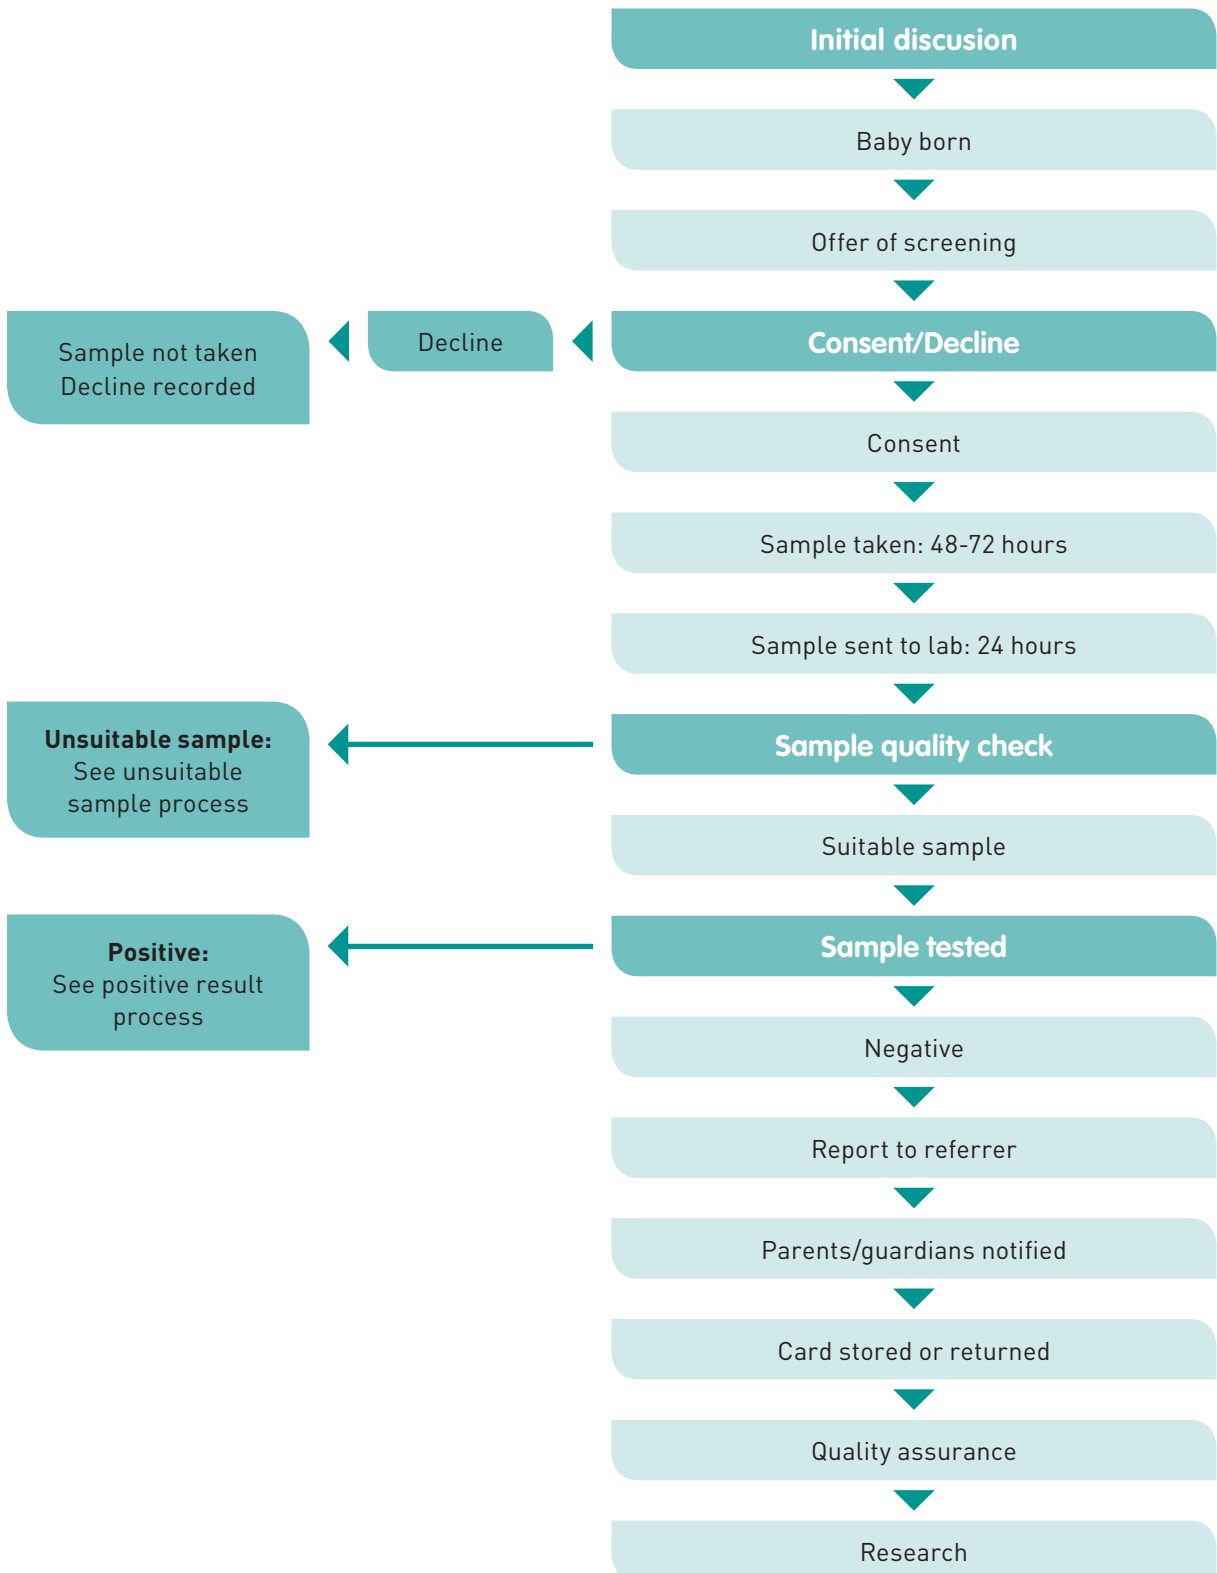 Initial discusion
Baby born
Offer of screening
Consent/Decline
Decline
Sample not taken
Decline recorded
Consent
Sample taken: 48-72 hours
Sample sent to lab: 24 hours
Sample quality check
Unsuitable sample:
See unsuitable
sample process
Suitable sample
Sample tested
Positive:
See positive result
process
Negative
Report to referrer
Parents/guardians notified
Card stored or returned
Quality assurance
Research